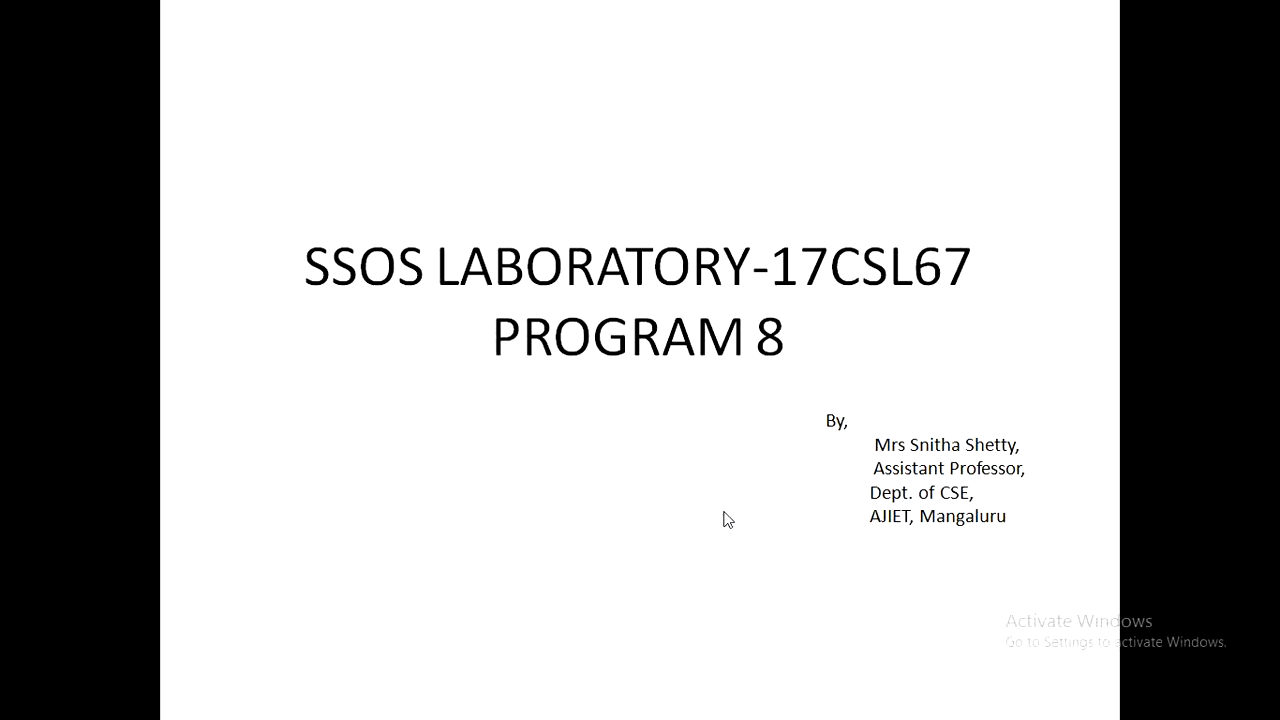 SSOS LABORATORY-17CSL67
PROGRAM 8
By,
Mrs Snitha Shetty,
Assistant Professor,
Dept. of CSE,
AJIET, Mangaluru
Activate Windows
Go to Settings to activate Windows.